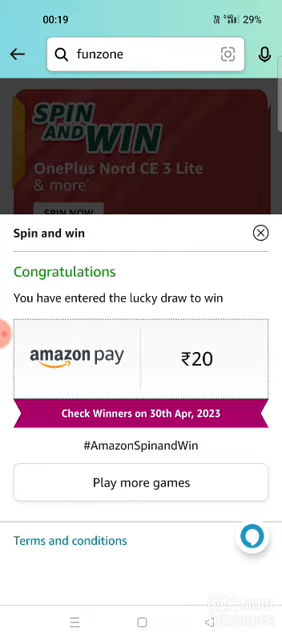 00:19
29%
funzone
SPIN
AND WIN
OnePlus Nord CE 3 Lite
& more*
SPIN NOW
Spin and win
Congratulations
You have entered the lucky draw to win
amazon pay
₹20
Check Winners on 30th Apr, 2023
#AmazonSpinandWin
Play more games
Terms and conditions